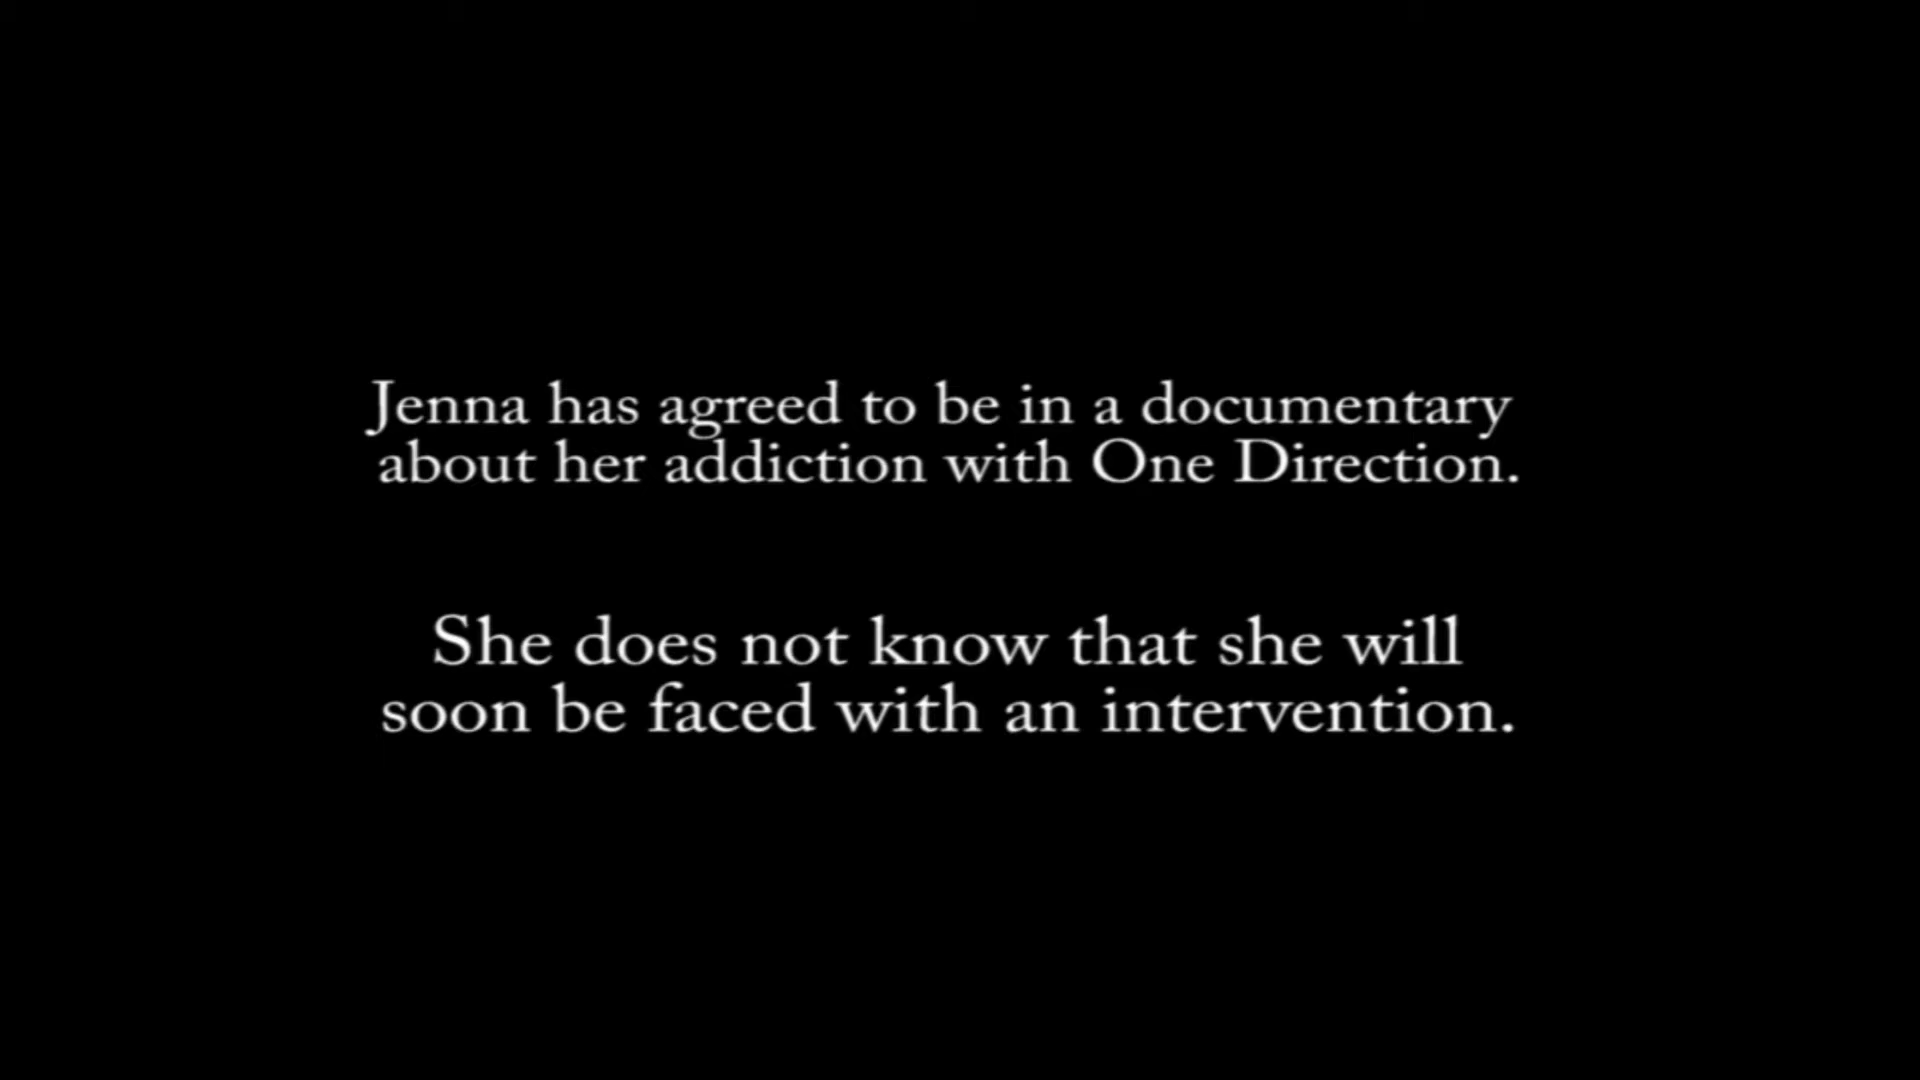 Jenna has agreed to be in a documentary
about her addiction with One Direction.
She does not know that she will
soon be faced with an intervention.